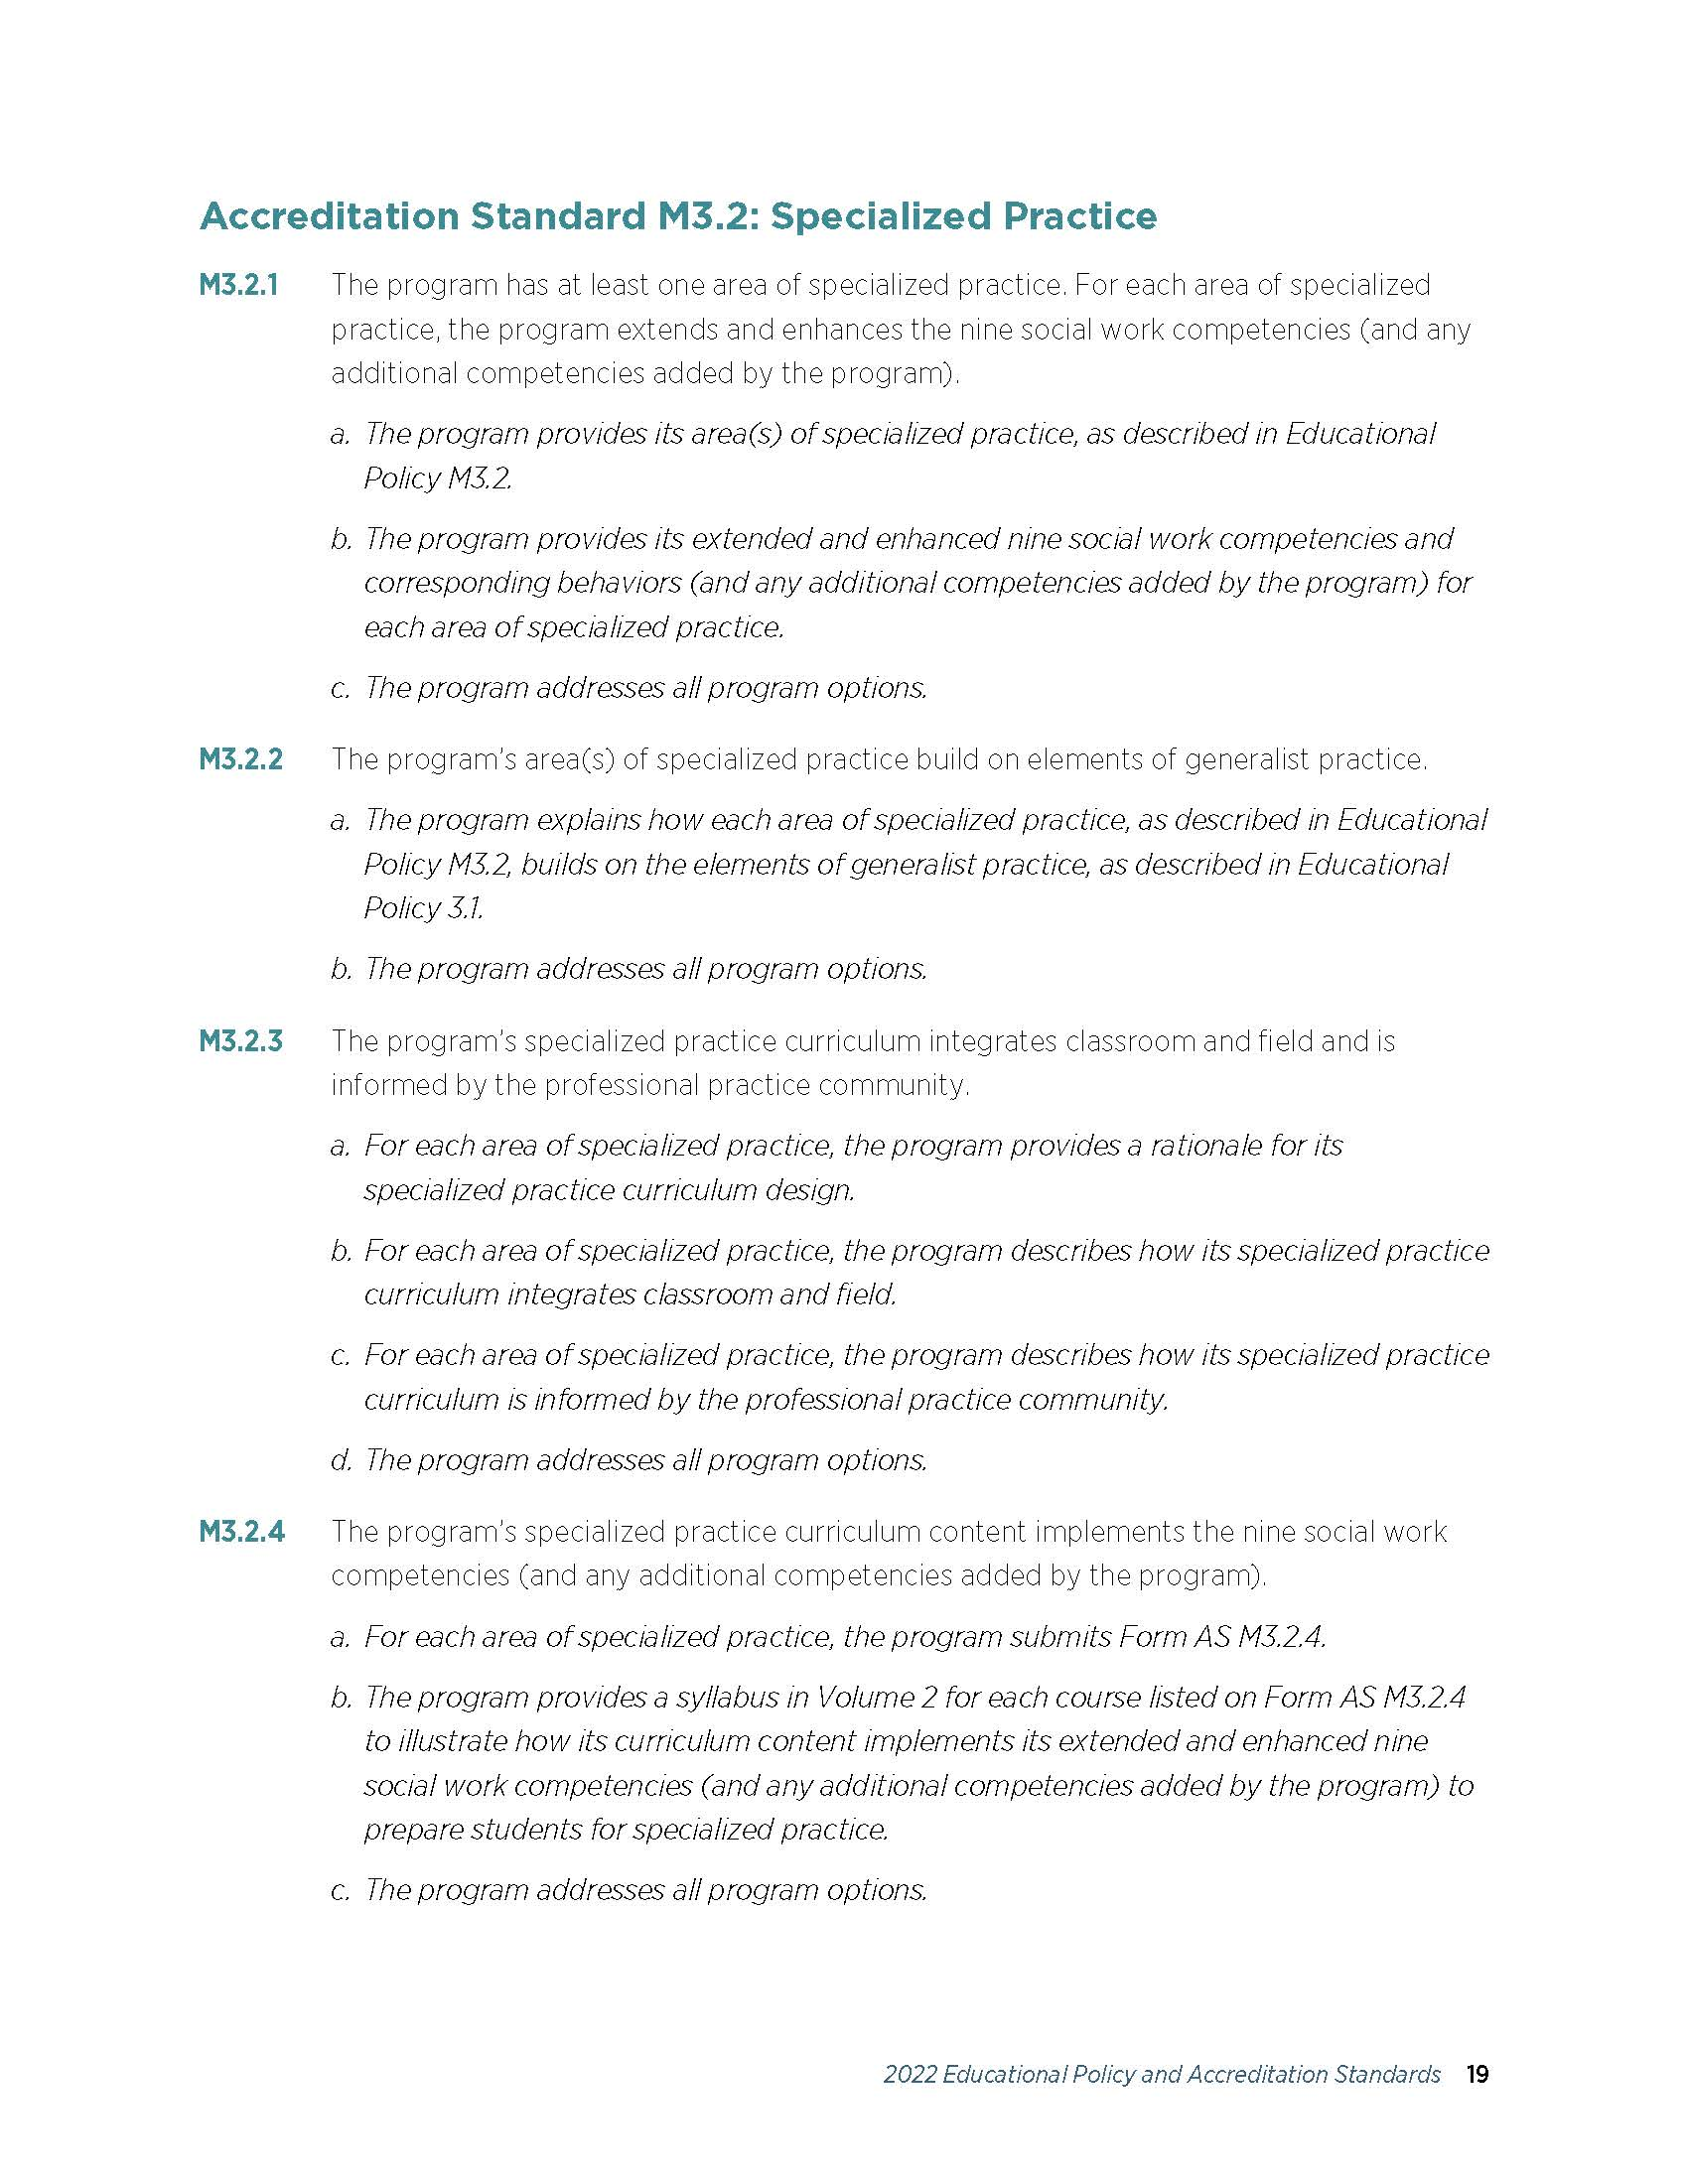 Accreditation Standard M3.2: Specialized Practice
M3.2.1 The program has at least one area of specialized practice. For each area of specialized
practice, the program extends and enhances the nine social work competencies (and any
additional competencies added by the program).
a. The program provides its area(s) of specialized practice, as described in Educational
Policy M3.2.
b. The program provides its extended and enhanced nine social work competencies and
corresponding behaviors (and any additional competencies added by the program) for
each area of specialized practice.
c. The program addresses all program options.
M3.2.2 The program's area(s) of specialized practice build on elements of generalist practice.
a. The program explains how each area of specialized practice, as described in Educational
Policy M3.2, builds on the elements of generalist practice, as described in Educational
Policy 3.1.
b. The program addresses all program options.
M3.2.3 The program's specialized practice curriculum integrates classroom and field and is
informed by the professional practice community.
a. For each area of specialized practice, the program provides a rationale for its
specialized practice curriculum design.
b. For each area of specialized practice, the program describes how its specialized practice
curriculum integrates classroom and field.
c. For each area of specialized practice, the program describes how its specialized practice
curriculum is informed by the professional practice community.
d. The program addresses all program options.
M3.2.4 The program's specialized practice curriculum content implements the nine social work
competencies (and any additional competencies added by the program).
a. For each area of specialized practice, the program submits Form AS M3.2.4.
b. The program provides a syllabus in Volume 2 for each course listed on Form AS M3.2.4
to illustrate how its curriculum content implements its extended and enhanced nine
social work competencies (and any additional competencies added by the program) to
prepare students for specialized practice.
c. The program addresses all program options.
2022 Educational Policy and Accreditation Standards 19